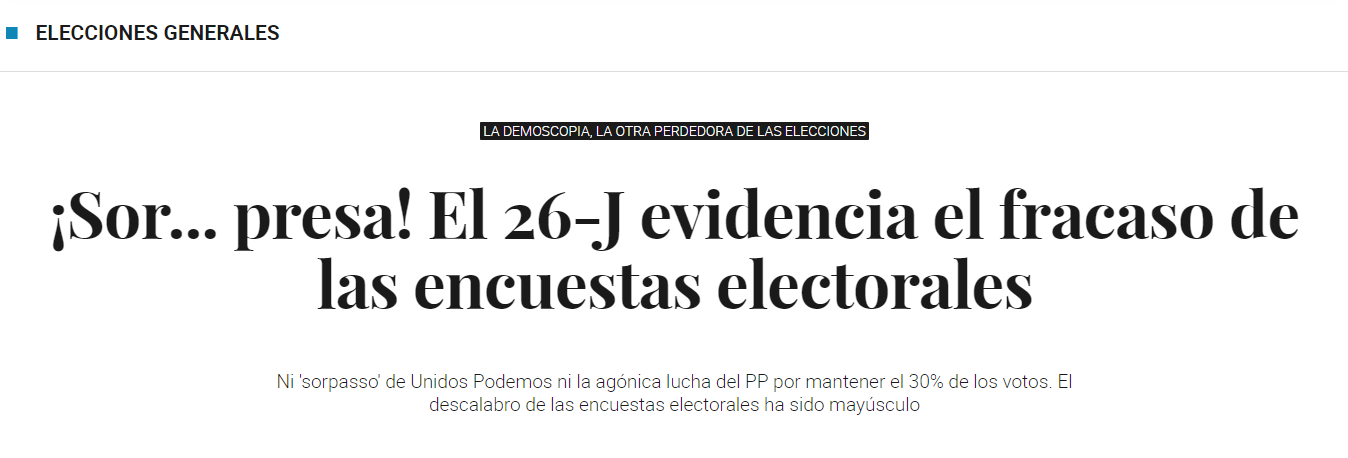 ELECCIONES GENERALES
LA DEMOSCOPIA, LA OTRA PERDEDORA DE LAS ELECCIONES
¡Sor... presa! El 26-J evidencia el fracaso de
las encuestas electorales
Ni 'sorpasso' de Unidos Podemos ni la agónica lucha del PP por mantener el 30% de los votos. El
descalabro de las encuestas electorales ha sido mayúsculo